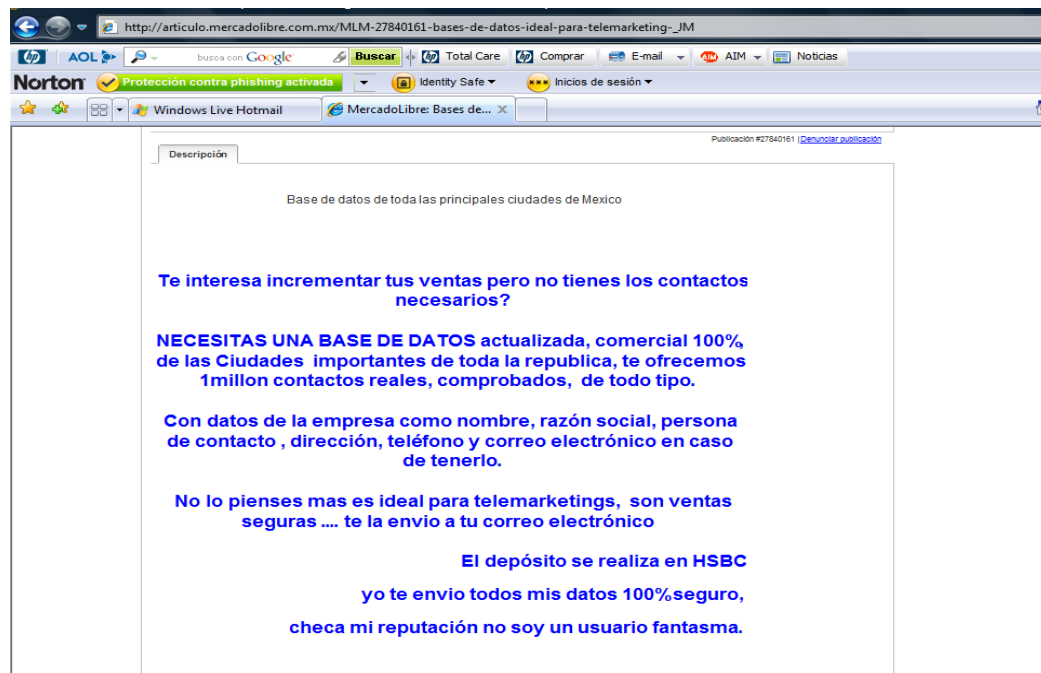 http://articulo.mercadolibre.com.mx/MLM-27840161-bases-de-datos-ideal-para-telemarketing-_JM
hp AOL busca con Google Buscar hp Total Care hp Comprar E-mail AIM AIM Noticias
Norton Protección contra phishing activada Identity Safe Inicios de sesión
Windows Live Hotmail MercadoLibre: Bases de...
Publicación #27840161 | Denunciar publicación
Descripción
Base de datos de toda las principales ciudades de Mexico
Te interesa incrementar tus ventas pero no tienes los contactos
necesarios?
NECESITAS UNA BASE DE DATOS actualizada, comercial 100%,
de las Ciudades importantes de toda la republica, te ofrecemos
1millon contactos reales, comprobados, de todo tipo.
Con datos de la empresa como nombre, razón social, persona
de contacto , dirección, teléfono y correo electrónico en caso
de tenerlo.
No lo pienses mas es ideal para telemarketings, son ventas
seguras .... te la envio a tu correo electrónico
El depósito se realiza en HSBC
yo te envio todos mis datos 100%seguro,
checa mi reputación no soy un usuario fantasma.